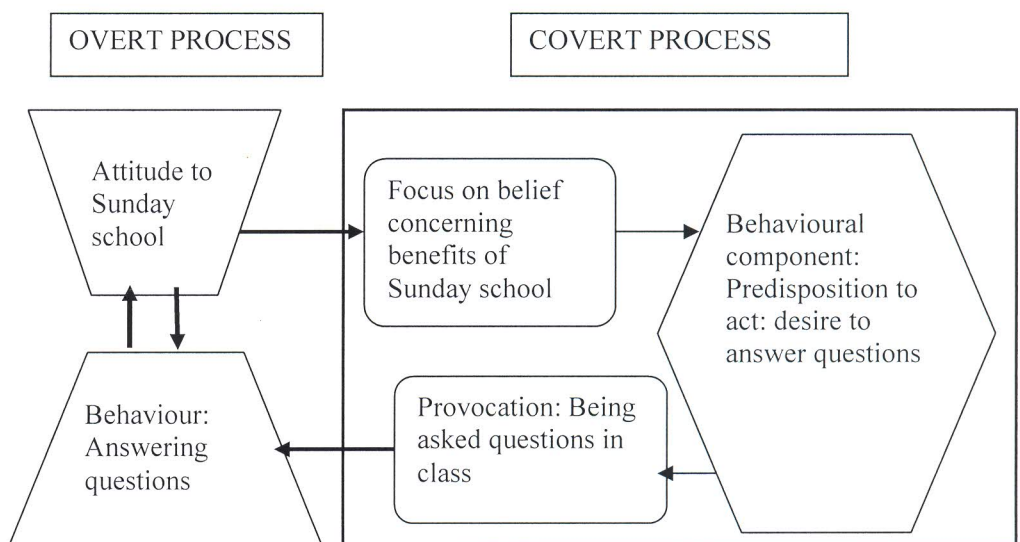 OVERT PROCESS
COVERT PROCESS
Attitude to
Sunday
school
Focus on belief
concerning
benefits of
Sunday school
Behavioural
component:
Predisposition to
act: desire to
answer questions
Provocation: Being
asked questions in
class
Behaviour:
Answering
questions